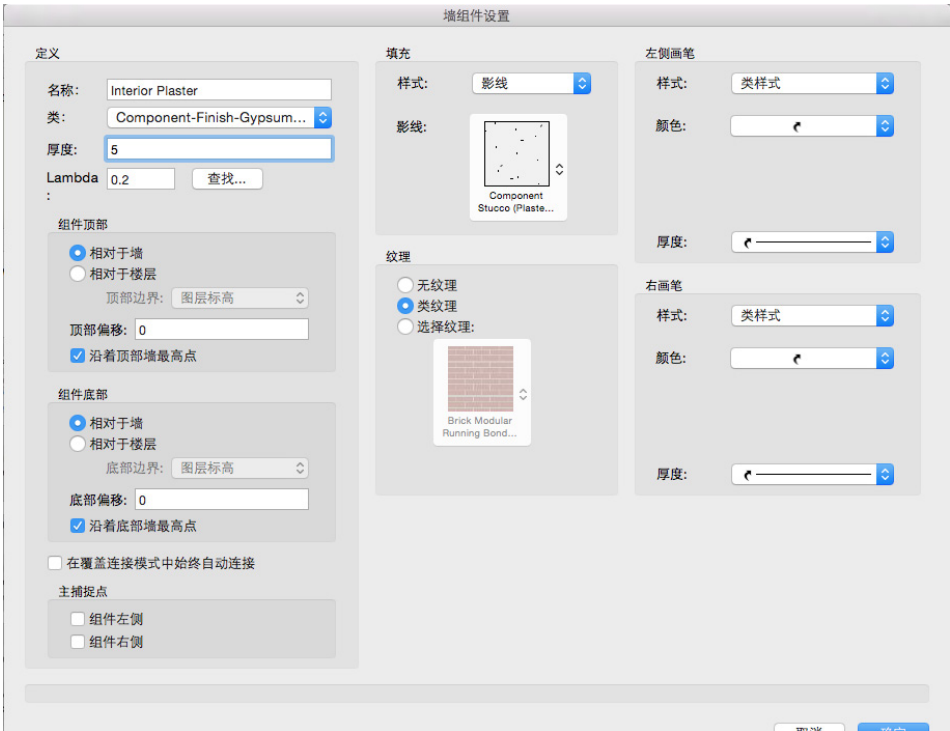 墙组件设置
定义
名称: Interior Plaster
类: Component-Finish-Gypsum...
厚度: 5
Lambda: 0.2 查找...
组件顶部
相对于墙
相对于楼层
顶部边界: 图层标高
顶部偏移: 0
沿着顶部墙最高点
组件底部
相对于墙
相对于楼层
底部边界: 图层标高
底部偏移: 0
沿着底部墙最高点
在覆盖连接模式中始终自动连接
主捕捉点
组件左侧
组件右侧
填充
样式: 影线
影线:
Component
Stucco (Plaste...
纹理
无纹理
类纹理
选择纹理:
Brick Modular
Running Bond...
左侧画笔
样式: 类样式
颜色:
厚度:
右画笔
样式: 类样式
颜色:
厚度:
取消 确定